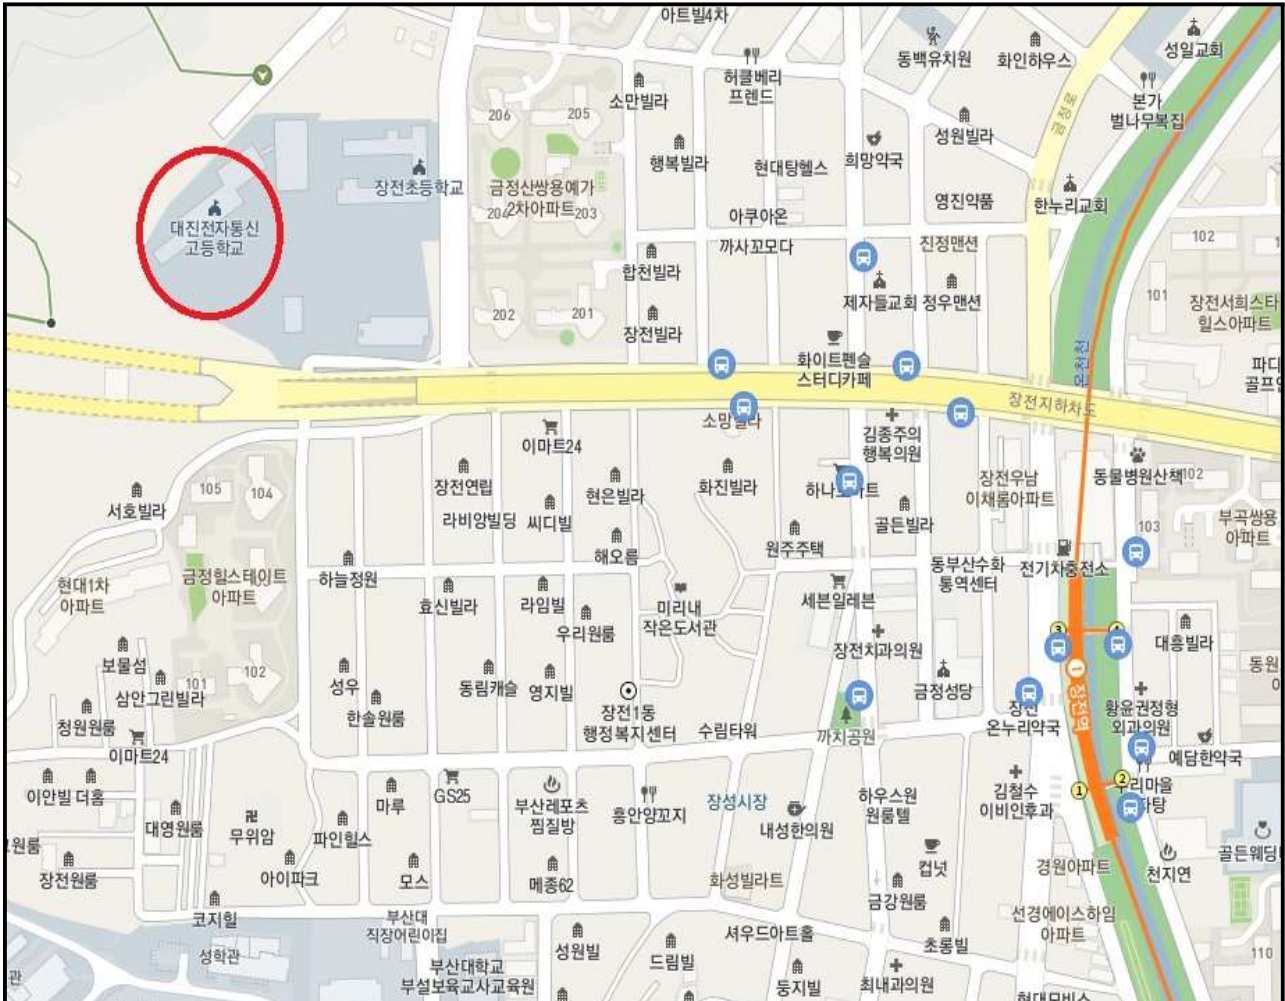 아트빌4차
성일교회
동백유치원
화인하우스
허클베리
프렌드
소만빌라
본가
벌나무복집
금정로
206
205
성원빌라
행복빌라
현대탕헬스
희망약국
장전초등학교
금정산쌍용예가
2차아파트
204
203
영진약품
한누리교회
대진전자통신
고등학교
아쿠아온
까사꼬모다
진정맨션
102
합천빌라
제자들교회
정우맨션
101
장전서희스타
힐스아파트
202
201
장전빌라
화이트펜슬
스터디카페
온천천
파디
골프연
장전지하차도
소망빌라
이마트24
김종주의
행복의원
105
104
장전연립
현은빌라
화진빌라
장전우남
이채롬아파트
동물병원산책
102
서호빌라
라비앙빌딩
씨디빌
골든빌라
103
부곡쌍용
아파트
해오름
원주주택
현대1차
아파트
금정힐스테이트
아파트
하늘정원
동부산수화
통역센터
전기차충전소
효신빌라
라임빌
미리내
작은도서관
세븐일레븐
우리원룸
장전치과의원
3
4
대흥빌라
보물섬
삼안그린빌라
101
102
성우
동림캐슬
영지빌
금정성당
1
장전역
동원
청원원룸
한솔원룸
장전1동
행정복지센터
수림타워
까치공원
장전
온누리약국
황윤권정형
외과의원
이마트24
예담한약국
이안빌
더홈
마루
GS25
부산레포츠
찜질방
흥안양꼬지
장성시장
하우스원
원룸텔
김철수
이비인후과
1
2
대영원룸
무위암
파인힐스
내성한의원
컵넛
골든웨딩
원룸
장전원룸
아이파크
모스
메종62
화성빌라트
경원아파트
천지연
코지힐
부산대
직장어린이집
금강원룸
선경에이스하임
아파트
성학관
성원빌
드림빌
셔우드아트홀
초롱빌
110
관
부산대학교
부설보육교사교육원
둥지빌
최내과의원
현대모비스